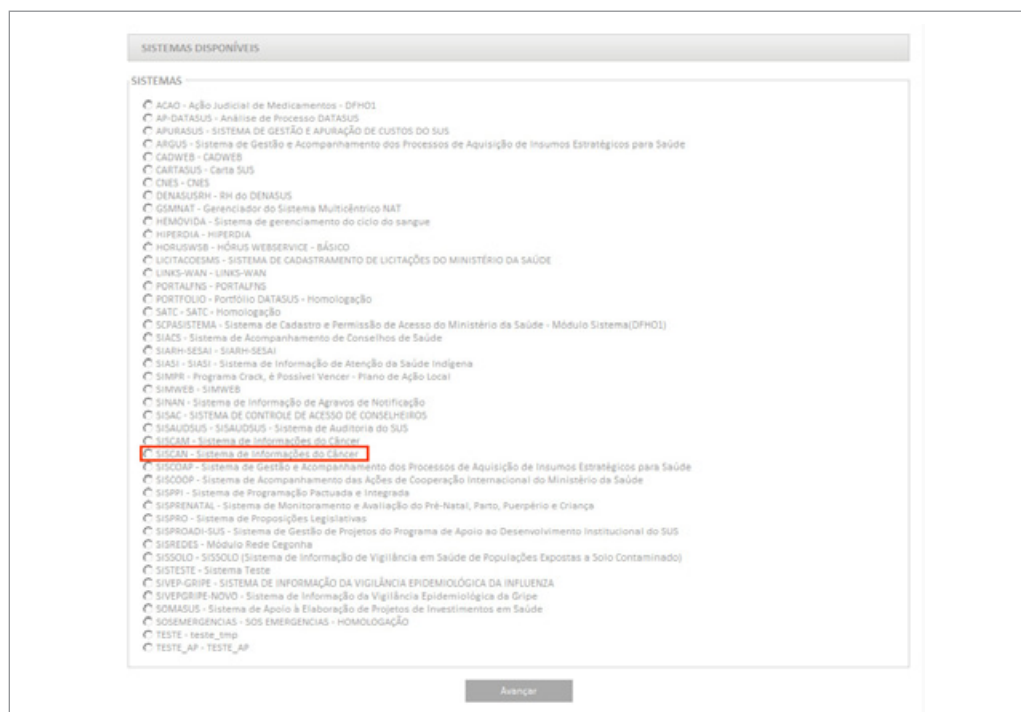 SISTEMAS DISPONÍVEIS
SISTEMAS
ACAO - Ação Judicial de Medicamentos - DFHO1
AP-DATASUS - Análise de Processo DATASUS
APURASUS - SISTEMA DE GESTÃO E APURAÇÃO DE CUSTOS DO SUS
ARGUS - Sistema de Gestão e Acompanhamento dos Processos de Aquisição de Insumos Estratégicos para Saúde
CADWEB - CADWEB
CARTASUS - Carta SUS
CNES - CNES
DENASUSRH - RH do DENASUS
GSMNAT - Gerenciador do Sistema Multicêntrico NAT
HEMOVIDA - Sistema de gerenciamento do ciclo do sangue
HIPERDIA - HIPERDIA
HORUSWSB - HÓRUS WEBSERVICE - BÁSICO
LICITACOESMS - SISTEMA DE CADASTRAMENTO DE LICITAÇÕES DO MINISTÉRIO DA SAÚDE
LINKS-WAN - LINKS-WAN
PORTALFNS - PORTALFNS
PORTFOLIO - Portfólio DATASUS - Homologação
SATC - SATC - Homologação
SCPASISTEMA - Sistema de Cadastro e Permissão de Acesso do Ministério da Saúde - Módulo Sistema(DFHO1)
SIACS - Sistema de Acompanhamento de Conselhos de Saúde
SIARH-SESAI - SIARH-SESAI
SIASI - SIASI - Sistema de Informação de Atenção da Saúde Indígena
SIMPR - Programa Crack, é Possível Vencer - Plano de Ação Local
SIMWEB - SIMWEB
SINAN - Sistema de Informação de Agravos de Notificação
SISAC - SISTEMA DE CONTROLE DE ACESSO DE CONSELHEIROS
SISAUDSUS - SISAUDSUS - Sistema de Auditoria do SUS
SISCAM - Sistema de Informações do Câncer
SISCAN - Sistema de Informações do Câncer
SISCOAP - Sistema de Gestão e Acompanhamento dos Processos de Aquisição de Insumos Estratégicos para Saúde
SISCOOP - Sistema de Acompanhamento das Ações de Cooperação Internacional do Ministério da Saúde
SISPPI - Sistema de Programação Pactuada e Integrada
SISPRENATAL - Sistema de Monitoramento e Avaliação do Pré-Natal, Parto, Puerpério e Criança
SISPRO - Sistema de Proposições Legislativas
SISPROADI-SUS - Sistema de Gestão de Projetos do Programa de Apoio ao Desenvolvimento Institucional do SUS
SISREDES - Módulo Rede Cegonha
SISSOLO - SISSOLO (Sistema de Informação de Vigilância em Saúde de Populações Expostas a Solo Contaminado)
SISTESTE - Sistema Teste
SIVEP-GRIPE - SISTEMA DE INFORMAÇÃO DA VIGILÂNCIA EPIDEMIOLÓGICA DA INFLUENZA
SIVEPGRIPE-NOVO - Sistema de Informação da Vigilância Epidemiológica da Gripe
SOMASUS - Sistema de Apoio à Elaboração de Projetos de Investimentos em Saúde
SOSEMERGENCIAS - SOS EMERGENCIAS - HOMOLOGAÇÃO
TESTE - teste_tmp
TESTE_AP - TESTE_AP
Avançar